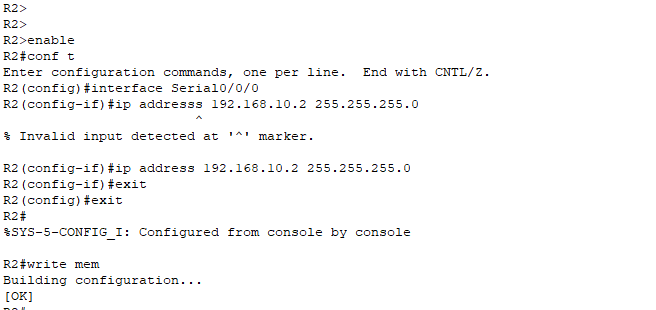 R2>
R2>
R2>enable
R2#conf t
Enter configuration commands, one per line.  End with CNTL/Z.
R2(config)#interface Serial0/0/0
R2(config-if)#ip addresss 192.168.10.2 255.255.255.0
^
% Invalid input detected at '^' marker.
R2(config-if)#ip address 192.168.10.2 255.255.255.0
R2(config-if)#exit
R2(config)#exit
R2#
%SYS-5-CONFIG_I: Configured from console by console
R2#write mem
Building configuration...
[OK]